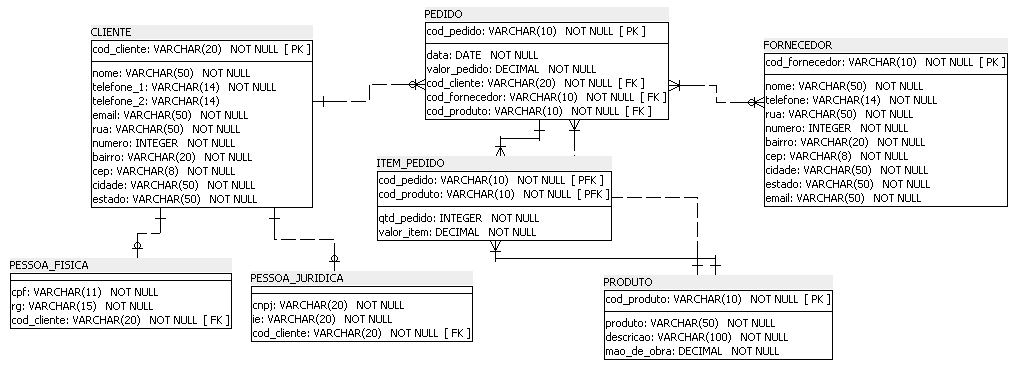 CLIENTE
cod_cliente: VARCHAR(20) NOT NULL [ PK ]
nome: VARCHAR(50) NOT NULL
telefone_1: VARCHAR(14) NOT NULL
telefone_2: VARCHAR(14)
email: VARCHAR(50) NOT NULL
rua: VARCHAR(50) NOT NULL
numero: INTEGER NOT NULL
bairro: VARCHAR(20) NOT NULL
cep: VARCHAR(8) NOT NULL
cidade: VARCHAR(50) NOT NULL
estado: VARCHAR(50) NOT NULL
PEDIDO
cod_pedido: VARCHAR(10) NOT NULL [ PK ]
data: DATE NOT NULL
valor_pedido: DECIMAL NOT NULL
cod_cliente: VARCHAR(20) NOT NULL [ FK ]
cod_fornecedor: VARCHAR(10) NOT NULL [ FK ]
cod_produto: VARCHAR(10) NOT NULL [ FK ]
FORNECEDOR
cod_fornecedor: VARCHAR(10) NOT NULL [ PK ]
nome: VARCHAR(50) NOT NULL
telefone: VARCHAR(14) NOT NULL
rua: VARCHAR(50) NOT NULL
numero: INTEGER NOT NULL
bairro: VARCHAR(20) NOT NULL
cep: VARCHAR(8) NOT NULL
cidade: VARCHAR(50) NOT NULL
estado: VARCHAR(50) NOT NULL
email: VARCHAR(50) NOT NULL
ITEM_PEDIDO
cod_pedido: VARCHAR(10) NOT NULL [ PFK ]
cod_produto: VARCHAR(10) NOT NULL [ PFK ]
qtd_pedido: INTEGER NOT NULL
valor_item: DECIMAL NOT NULL
PESSOA_FISICA
cpf: VARCHAR(11) NOT NULL
rg: VARCHAR(15) NOT NULL
cod_cliente: VARCHAR(20) NOT NULL [ FK ]
PESSOA_JURIDICA
cnpj: VARCHAR(20) NOT NULL
ie: VARCHAR(20) NOT NULL
cod_cliente: VARCHAR(20) NOT NULL [ FK ]
PRODUTO
cod_produto: VARCHAR(10) NOT NULL [ PK ]
produto: VARCHAR(50) NOT NULL
descricao: VARCHAR(100) NOT NULL
mao_de_obra: DECIMAL NOT NULL